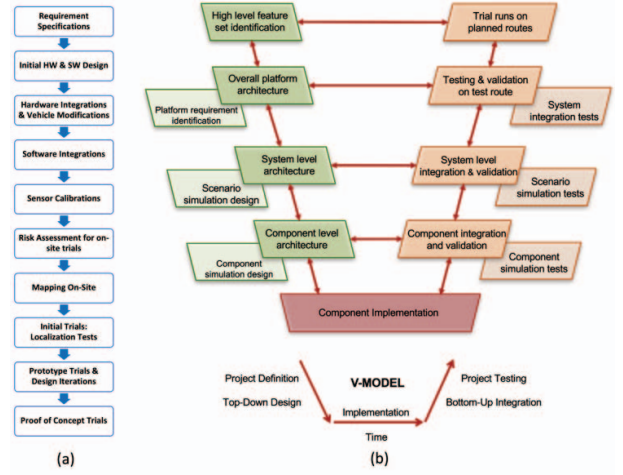 Requirement
Specifications
Initial HW & SW Design
Hardware Integrations
& Vehicle Modifications
Software Integrations
Sensor Calibrations
Risk Assessment for on-
site trials
Mapping On-Site
Initial Trials:
Localization Tests
Prototype Trials &
Design Iterations
Proof of Concept Trials
(a)
High level feature
set identification
Trial runs on
planned routes
Overall platform
architecture
Testing & validation
on test route
Platform requirement
identification
System
integration tests
System level
architecture
System level
integration & validation
Scenario
simulation design
Scenario
simulation tests
Component level
architecture
Component integration
and validation
Component
simulation design
Component
simulation tests
Component Implementation
Project Definition
V-MODEL
Project Testing
Top-Down Design
Implementation
Bottom-Up Integration
Time
(b)